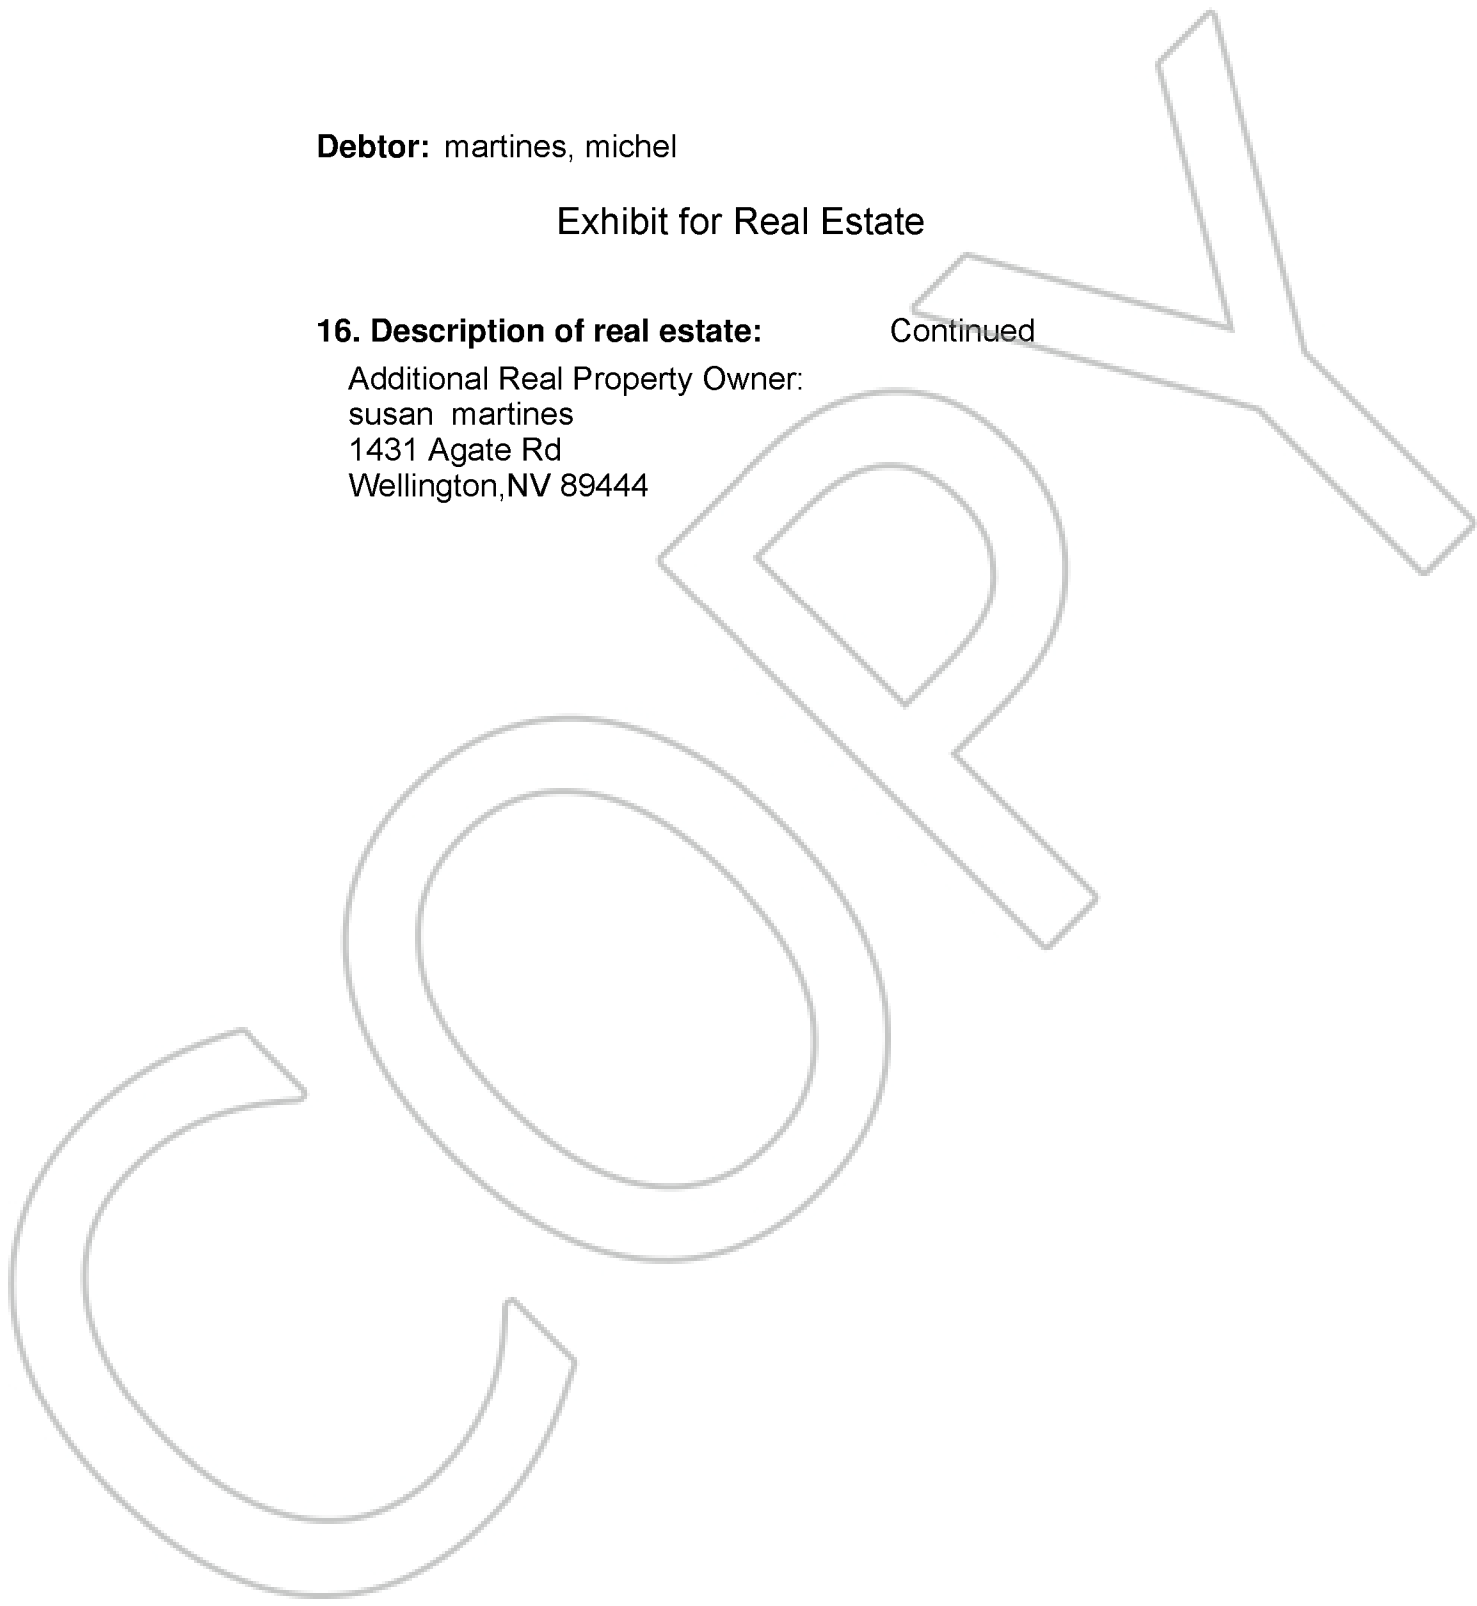 Debtor: martines, michel
Exhibit for Real Estate
16. Description of real estate: Continued
Additional Real Property Owner:
susan  martines
1431 Agate Rd
Wellington,NV 89444
COPY